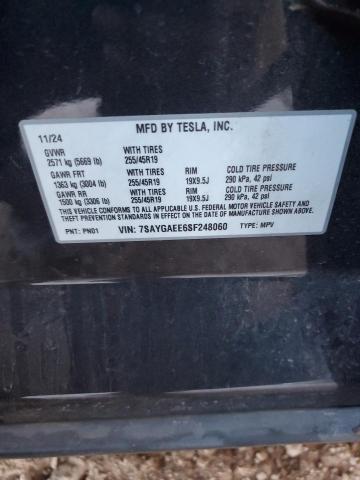 MFD BY TESLA, INC.
11/24
GVWR WITH TIRES
2571 kg (5669 lb) 255/45R19
GAWR FRT WITH TIRES RIM COLD TIRE PRESSURE
1363 kg (3004 lb) 255/45R19 19X9.5J 290 kPa, 42 psi
GAWR RR WITH TIRES RIM COLD TIRE PRESSURE
1500 kg (3306 lb) 255/45R19 19X9.5J 290 kPa, 42 psi
THIS VEHICLE CONFORMS TO ALL APPLICABLE U.S. FEDERAL MOTOR VEHICLE SAFETY AND
THEFT PREVENTION STANDARDS IN EFFECT ON THE DATE OF MANUFACTURE SHOWN ABOVE.
PNT: PN01 VIN: 7SAYGAEE6SF248060 TYPE: MPV